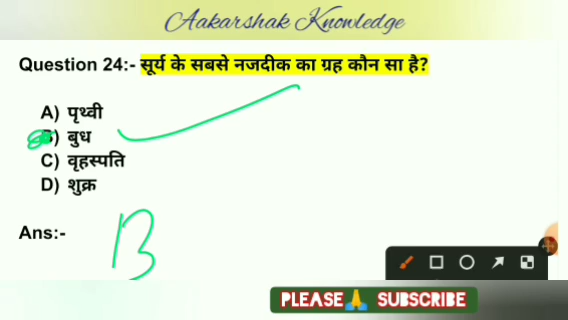 Aakarshak Knowledge
Question 24:- सूर्य के सबसे नजदीक का ग्रह कौन सा है?
A) पृथ्वी
B) बुध
C) वृहस्पति
D) शुक्र
Ans:- B
PLEASE🙏 SUBSCRIBE